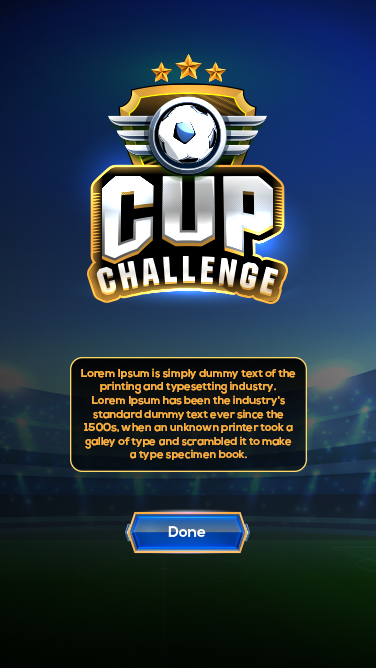 CUP
CHALLENGE
Lorem Ipsum is simply dummy text of the
printing and typesetting industry.
Lorem Ipsum has been the industry's
standard dummy text ever since the
1500s, when an unknown printer took a
galley of type and scrambled it to make
a type specimen book.
Done